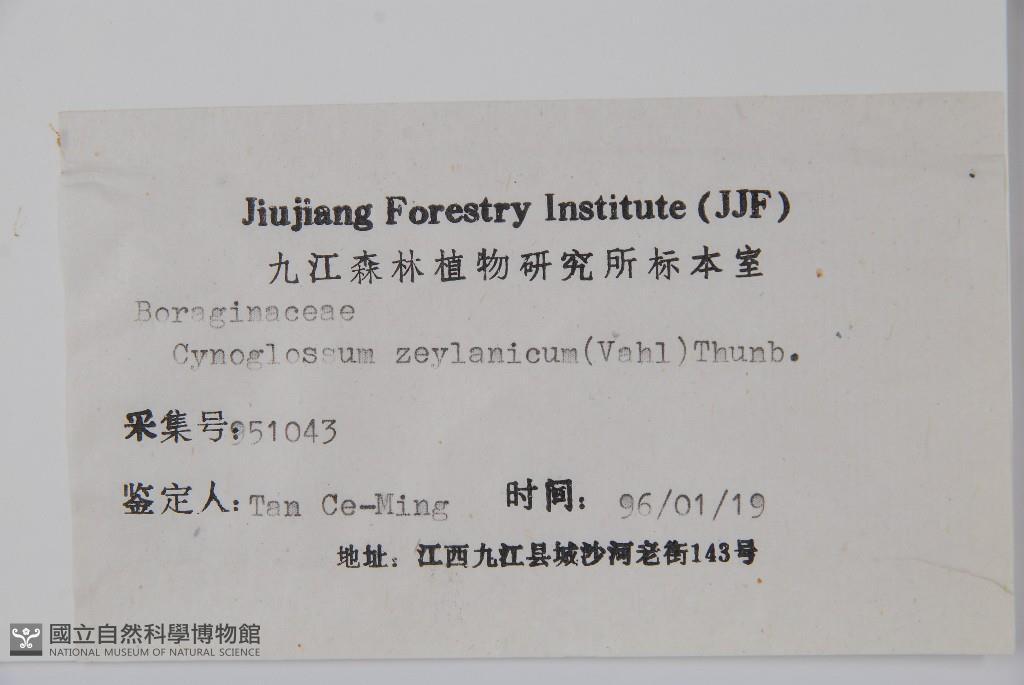 Jiujiang Forestry Institute (JJF)
九江森林植物研究所标本室
Boraginaceae
Cynoglossum zeylanicum(Vahl)Thunb.
采集号:951043
鉴定人: Tan Ce-Ming 时间: 96/01/19
地址: 江西九江县城沙河老街143号
國立自然科學博物館
NATIONAL MUSEUM OF NATURAL SCIENCE